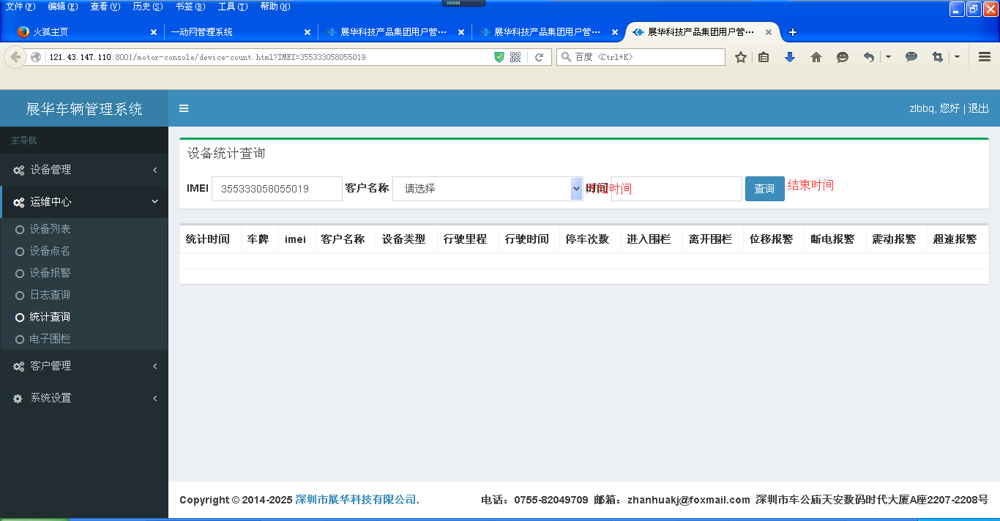 文件(F) 编辑(E) 查看(V) 历史(S) 书签(B) 工具(T) 帮助(H)
火狐主页 一动网管理系统 展华科技产品集团用户管… 展华科技产品集团用户管… 展华科技产品集团用户管…
121.43.147.110:8001/motor-console/device-count.html?IMEI=355333058055019 百度 <Ctrl+K>
展华车辆管理系统 zlbbq, 您好 | 退出
主导航
设备管理
运维中心
设备列表
设备点名
设备报警
日志查询
统计查询
电子围栏
客户管理
系统设置
设备统计查询
IMEI 355333058055019 客户名称 请选择 时间 开始时间 查询 结束时间
统计时间 车牌 imei 客户名称 设备类型 行驶里程 行驶时间 停车次数 进入围栏 离开围栏 位移报警 断电报警 震动报警 超速报警
Copyright © 2014-2025 深圳市展华科技有限公司. 电话：0755-82049709 邮箱：zhanhuakj@foxmail.com 深圳市车公庙天安数码时代大厦A座2207-2208号